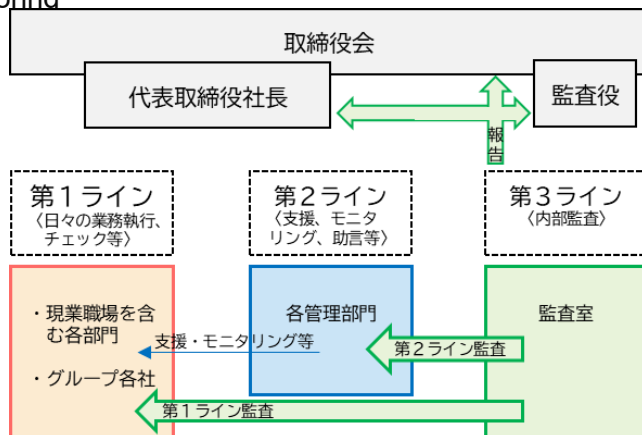 oring
取締役会
代表取締役社長
監査役
報告
第1ライン
〈日々の業務執行、
チェック等〉
第2ライン
〈支援、モニタ
リング、助言等〉
第3ライン
〈内部監査〉
・現業職場を含
む各部門
・グループ各社
各管理部門
監査室
支援・モニタリング等
第2ライン監査
第1ライン監査